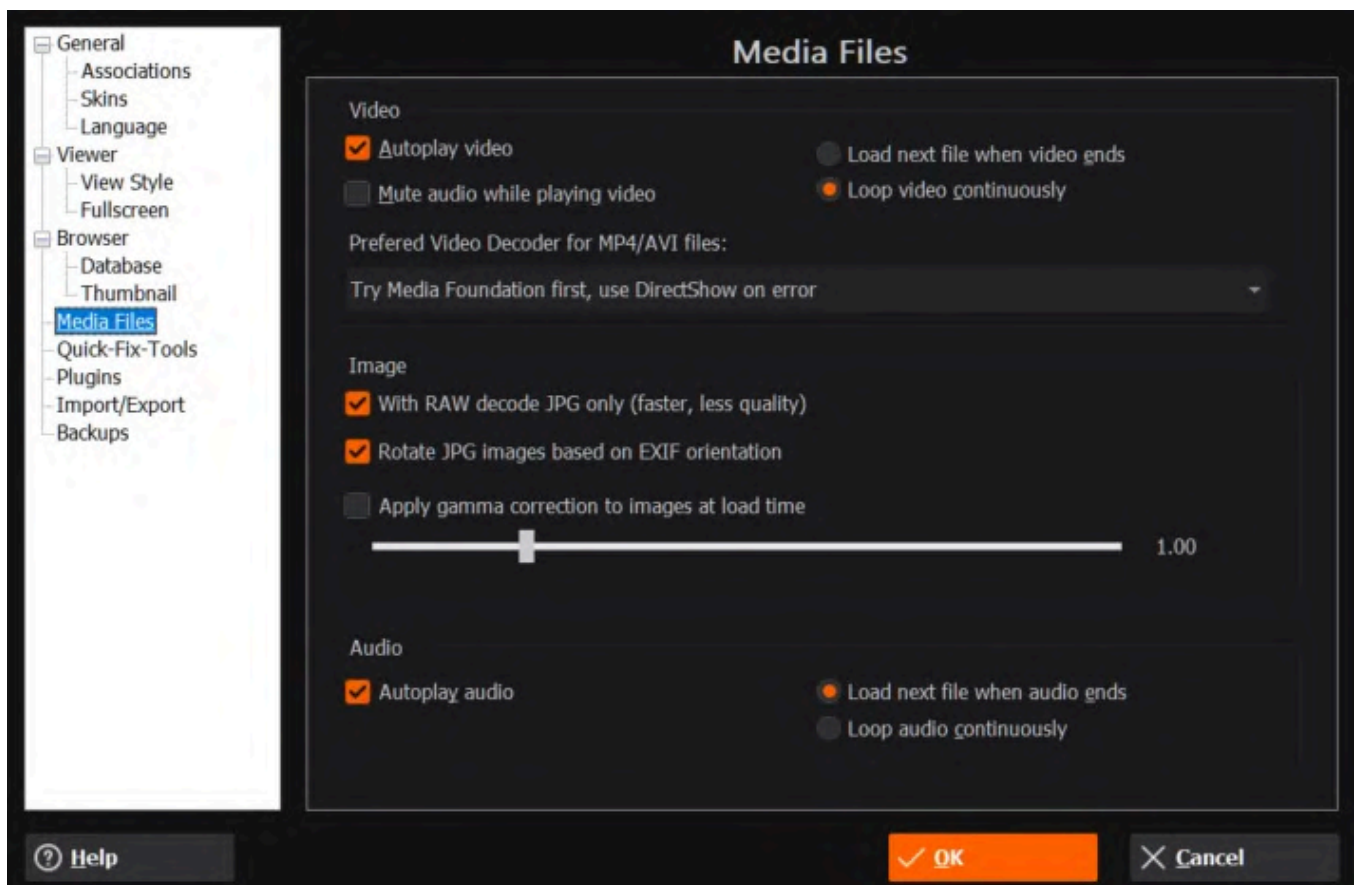 General
Associations
Skins
Language
Viewer
View Style
Fullscreen
Browser
Database
Thumbnail
Media Files
Quick-Fix-Tools
Plugins
Import/Export
Backups
Media Files
Video
Autoplay video
Mute audio while playing video
Load next file when video ends
Loop video continuously
Prefered Video Decoder for MP4/AVI files:
Try Media Foundation first, use DirectShow on error
Image
With RAW decode JPG only (faster, less quality)
Rotate JPG images based on EXIF orientation
Apply gamma correction to images at load time
1.00
Audio
Autoplay audio
Load next file when audio ends
Loop audio continuously
Help
OK
Cancel